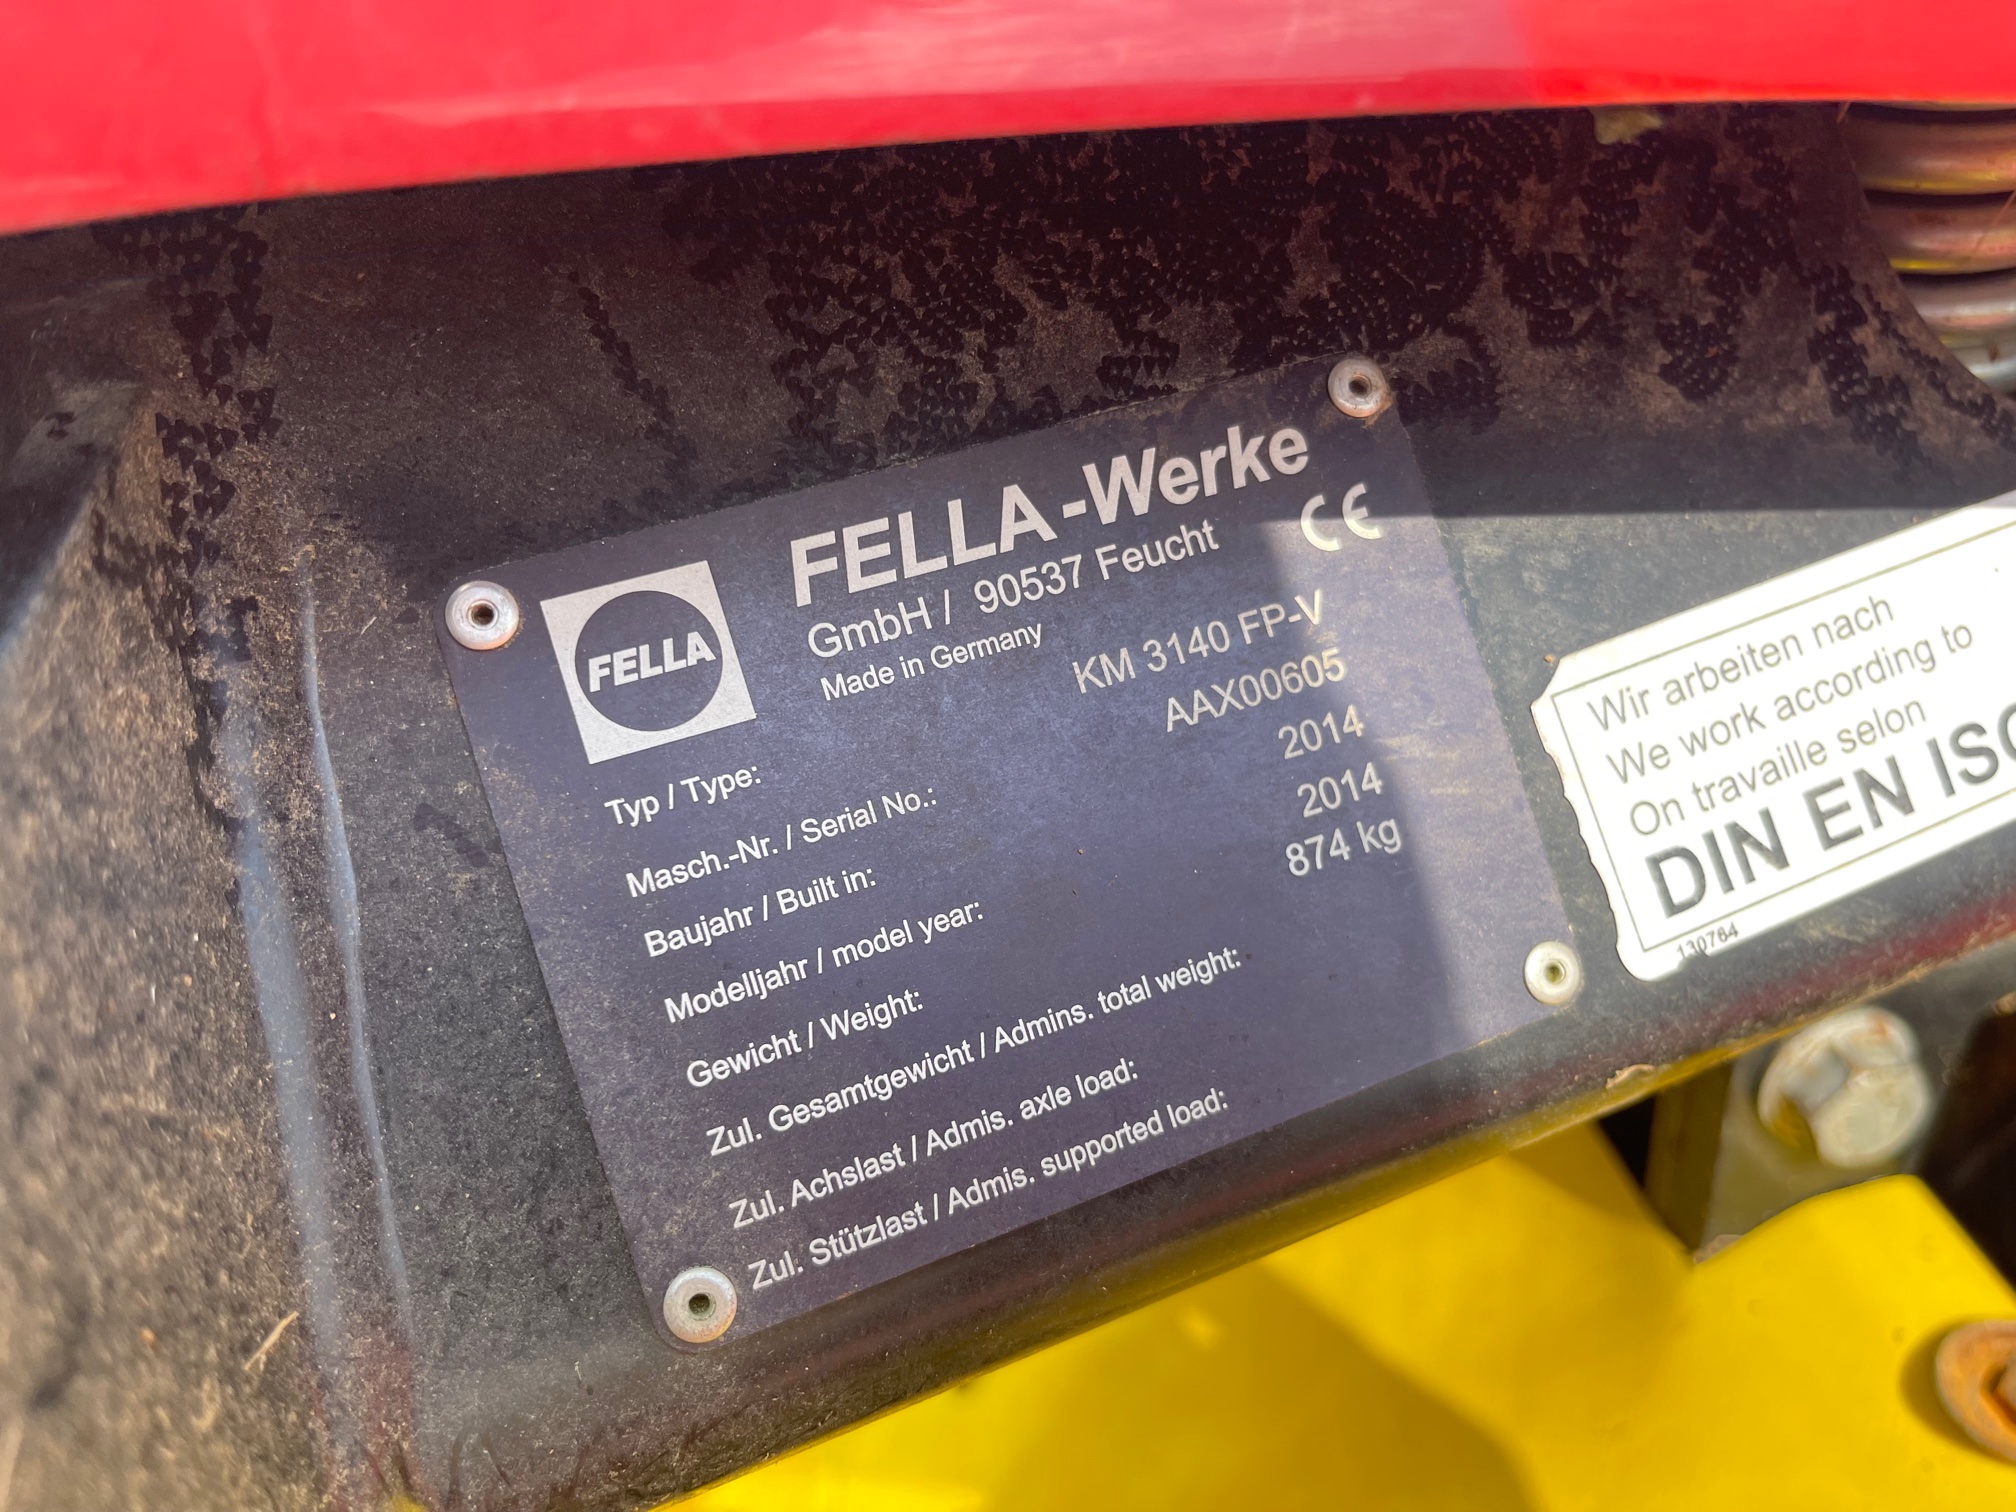 FELLA
FELLA-Werke
GmbH / 90537 Feucht
CE
Made in Germany
Typ / Type: KM 3140 FP-V
Masch.-Nr. / Serial No.: AAX00605
Baujahr / Built in: 2014
Modelljahr / model year: 2014
Gewicht / Weight: 874 kg
Zul. Gesamtgewicht / Admins. total weight:
Zul. Achslast / Admis. axle load:
Zul. Stützlast / Admis. supported load:
Wir arbeiten nach
We work according to
On travaille selon
DIN EN ISO
130764